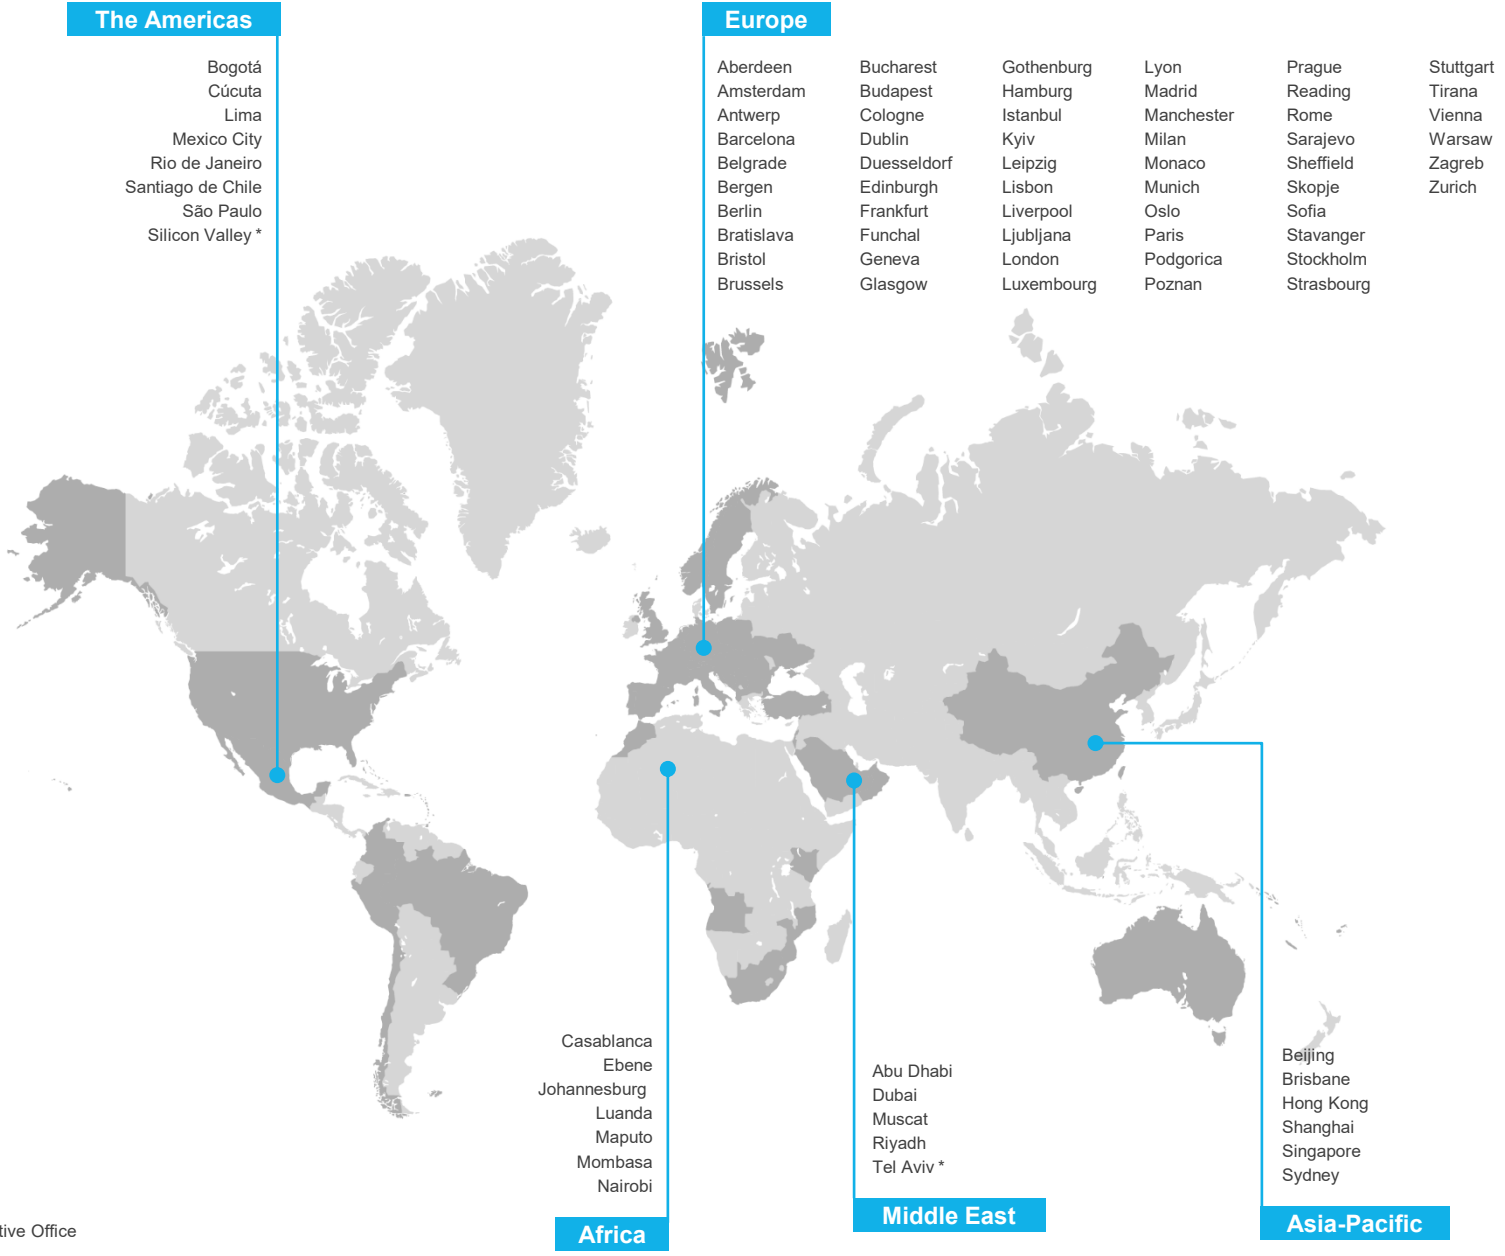 The Americas
Bogotá
Cúcuta
Lima
Mexico City
Rio de Janeiro
Santiago de Chile
São Paulo
Silicon Valley *
Europe
Aberdeen
Amsterdam
Antwerp
Barcelona
Belgrade
Bergen
Berlin
Bratislava
Bristol
Brussels
Bucharest
Budapest
Cologne
Dublin
Duesseldorf
Edinburgh
Frankfurt
Funchal
Geneva
Glasgow
Gothenburg
Hamburg
Istanbul
Kyiv
Leipzig
Lisbon
Liverpool
Ljubljana
London
Luxembourg
Lyon
Madrid
Manchester
Milan
Monaco
Munich
Oslo
Paris
Podgorica
Poznan
Prague
Reading
Rome
Sarajevo
Sheffield
Skopje
Sofia
Stavanger
Stockholm
Strasbourg
Stuttgart
Tirana
Vienna
Warsaw
Zagreb
Zurich
Casablanca
Ebene
Johannesburg
Luanda
Maputo
Mombasa
Nairobi
Africa
Abu Dhabi
Dubai
Muscat
Riyadh
Tel Aviv *
Middle East
Beijing
Brisbane
Hong Kong
Shanghai
Singapore
Sydney
Asia-Pacific
tive Office